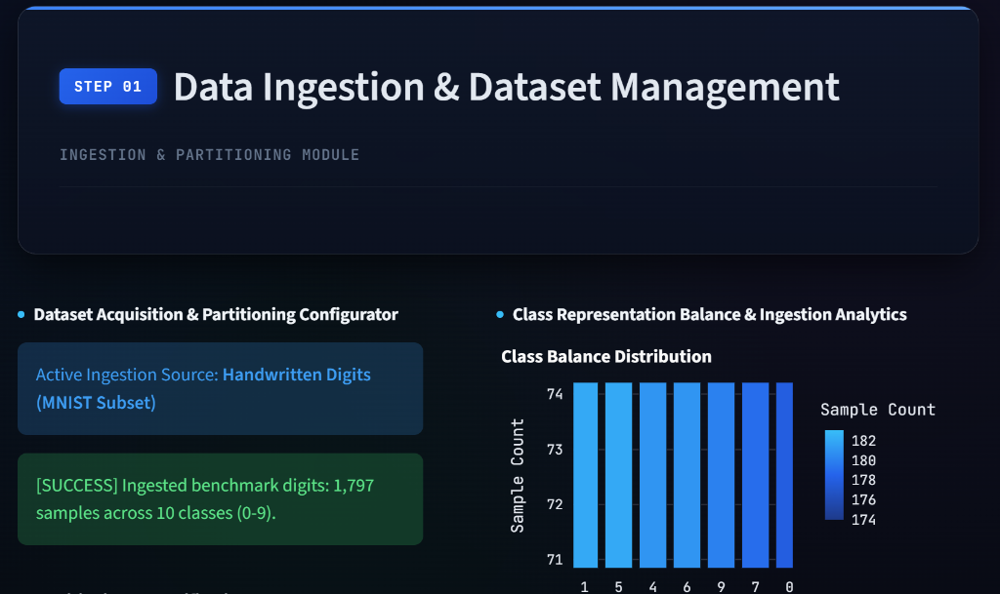 STEP 01
Data Ingestion & Dataset Management
INGESTION & PARTITIONING MODULE
Dataset Acquisition & Partitioning Configurator
Active Ingestion Source: Handwritten Digits
(MNIST Subset)
[SUCCESS] Ingested benchmark digits: 1,797
samples across 10 classes (0-9).
Class Representation Balance & Ingestion Analytics
Class Balance Distribution
74
73
72
71
Sample Count
1 5 4 6 9 7 0
Sample Count
182
180
178
176
174